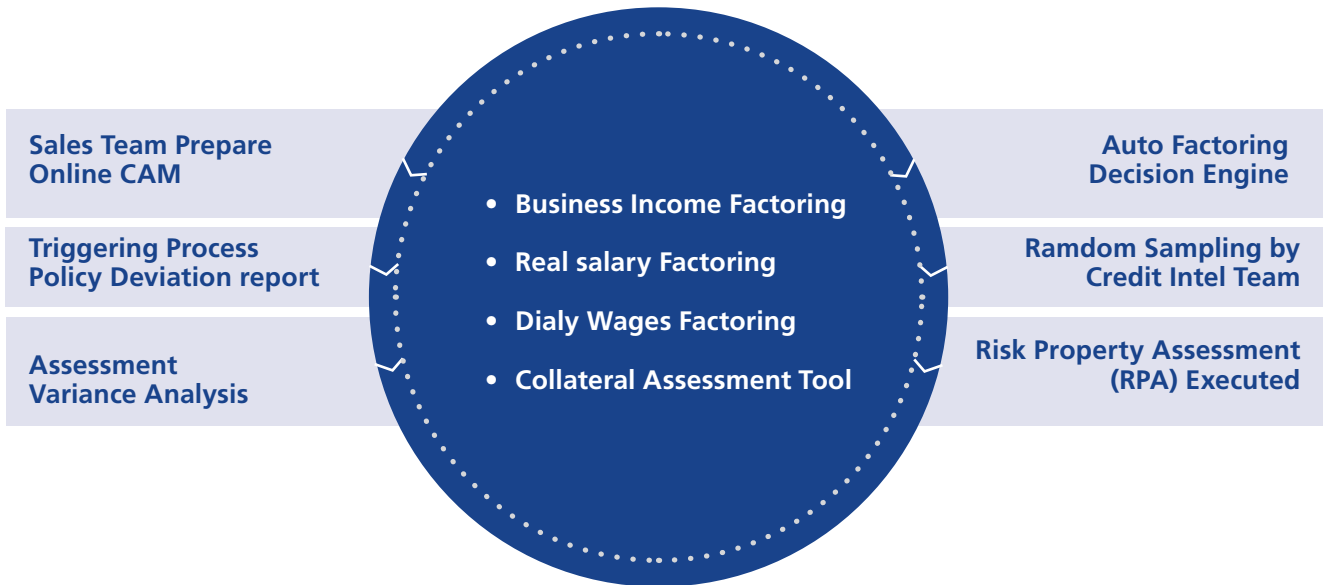 Sales Team Prepare
Online CAM
Triggering Process
Policy Deviation report
Assessment
Variance Analysis
• Business Income Factoring
• Real salary Factoring
• Dialy Wages Factoring
• Collateral Assessment Tool
Auto Factoring
Decision Engine
Ramdom Sampling by
Credit Intel Team
Risk Property Assessment
(RPA) Executed